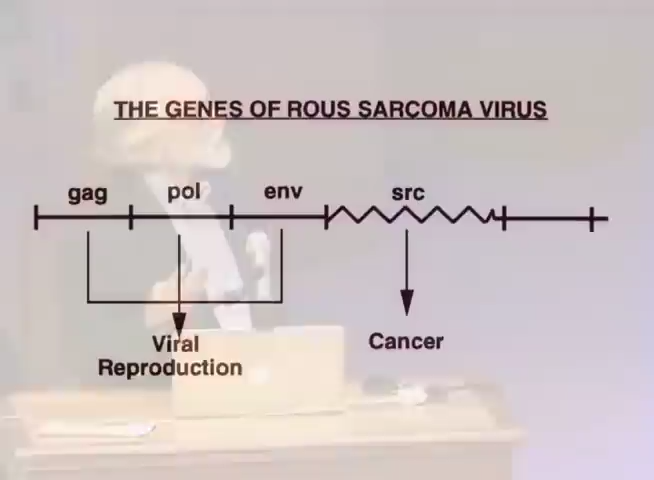 THE GENES OF ROUS SARCOMA VIRUS
gag pol env src
Viral
Reproduction
Cancer